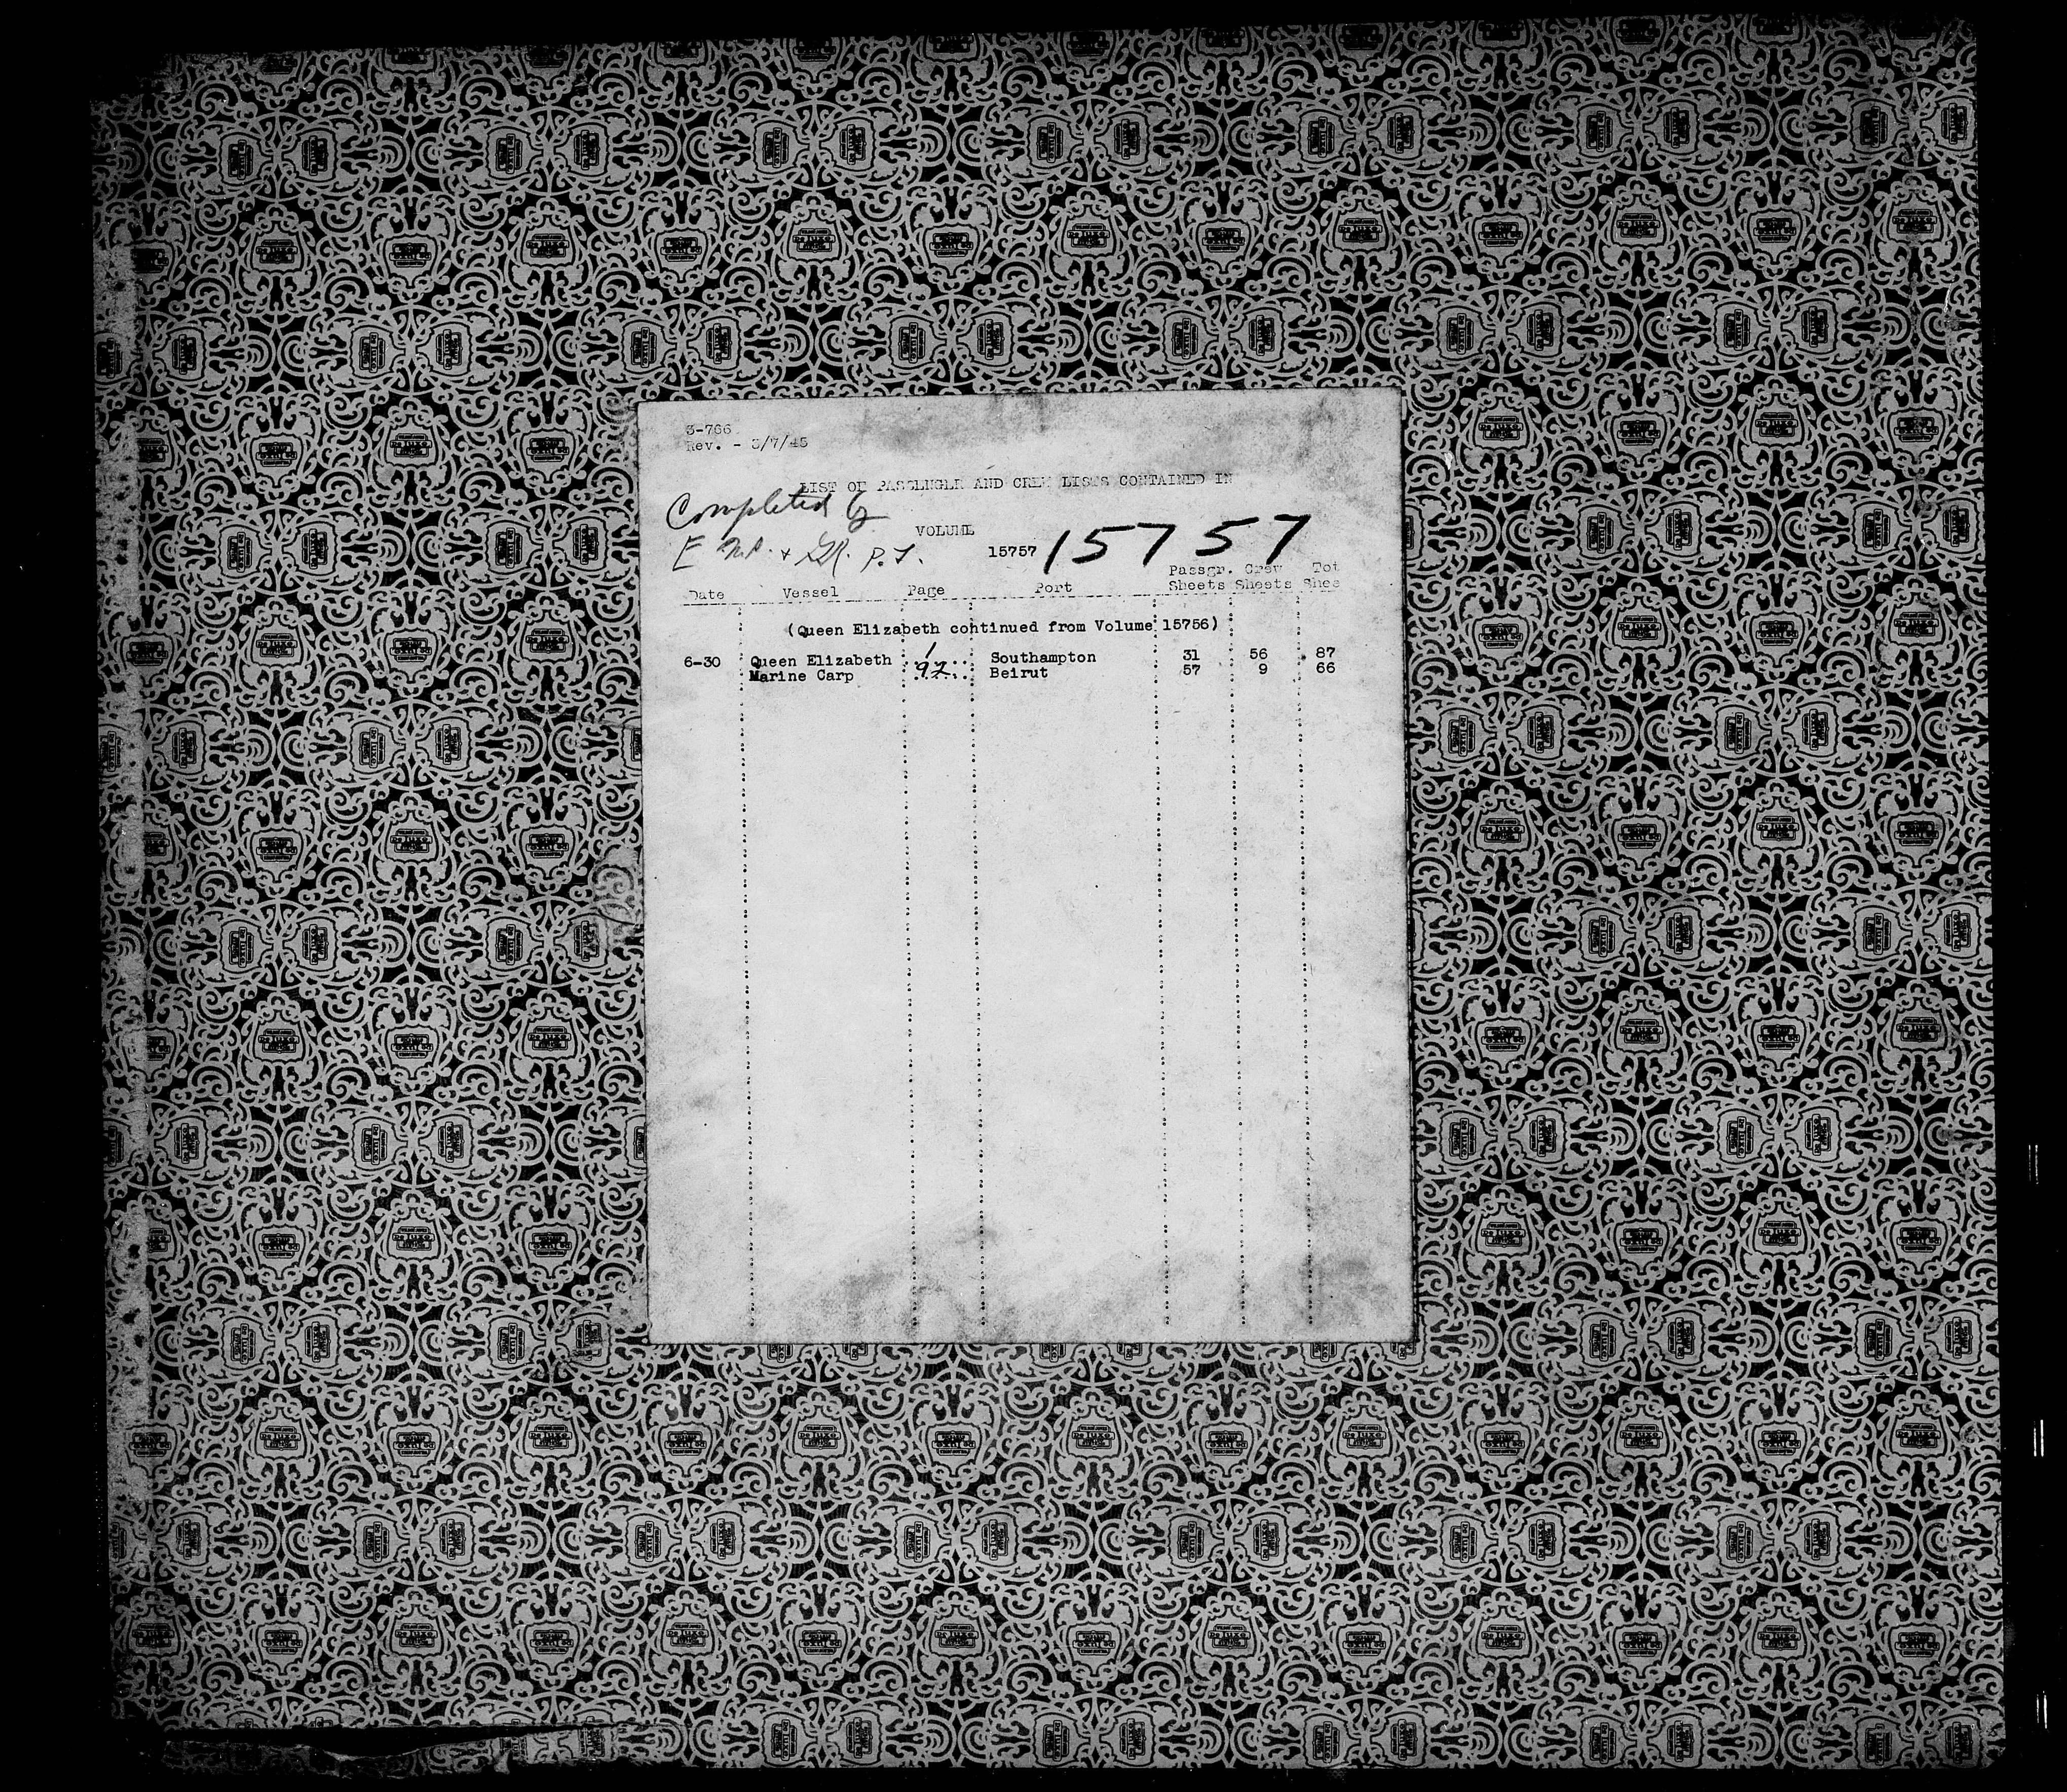 3-766
Rev. - 3/7/45
LIST OF PASSENGER AND CREW LISTS CONTAINED IN
Completed by
VOLUME
15757 15757
Passgr. Crew Tot
Date Vessel Page Port Sheets Sheets Shee
(Queen Elizabeth continued from Volume 15756)
6-30 Queen Elizabeth 1 Southampton 31 56 87
Marine Carp 92 Beirut 57 9 66
De Luxe